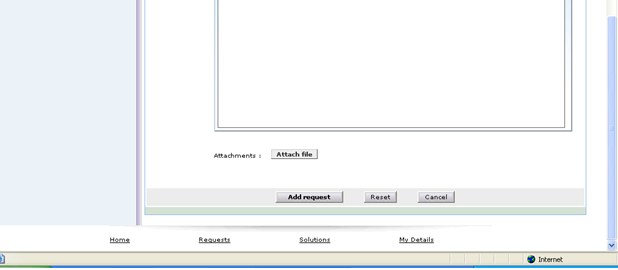 Attachments : Attach file
Add request Reset Cancel
Home Requests Solutions My Details
Internet